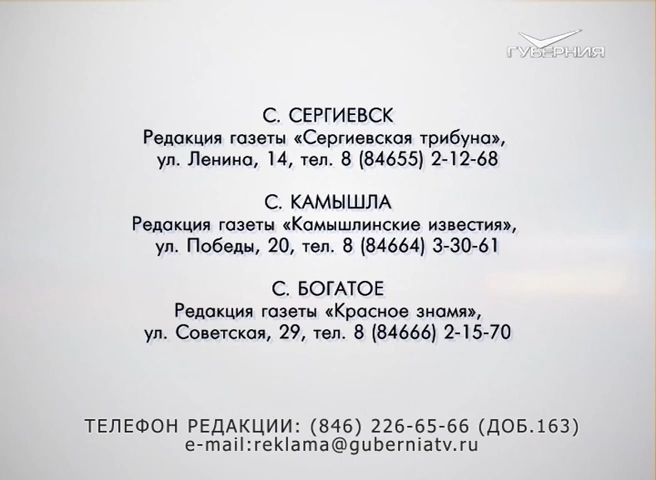 ГУБЕРНИЯ
С. СЕРГИЕВСК
Редакция газеты «Сергиевская трибуна»,
ул. Ленина, 14, тел. 8 (84655) 2-12-68
С. КАМЫШЛА
Редакция газеты «Камышлинские известия»,
ул. Победы, 20, тел. 8 (84664) 3-30-61
С. БОГАТОЕ
Редакция газеты «Красное знамя»,
ул. Советская, 29, тел. 8 (84666) 2-15-70
ТЕЛЕФОН РЕДАКЦИИ: (846) 226-65-66 (ДОБ.163)
e-mail:reklama@guberniatv.ru